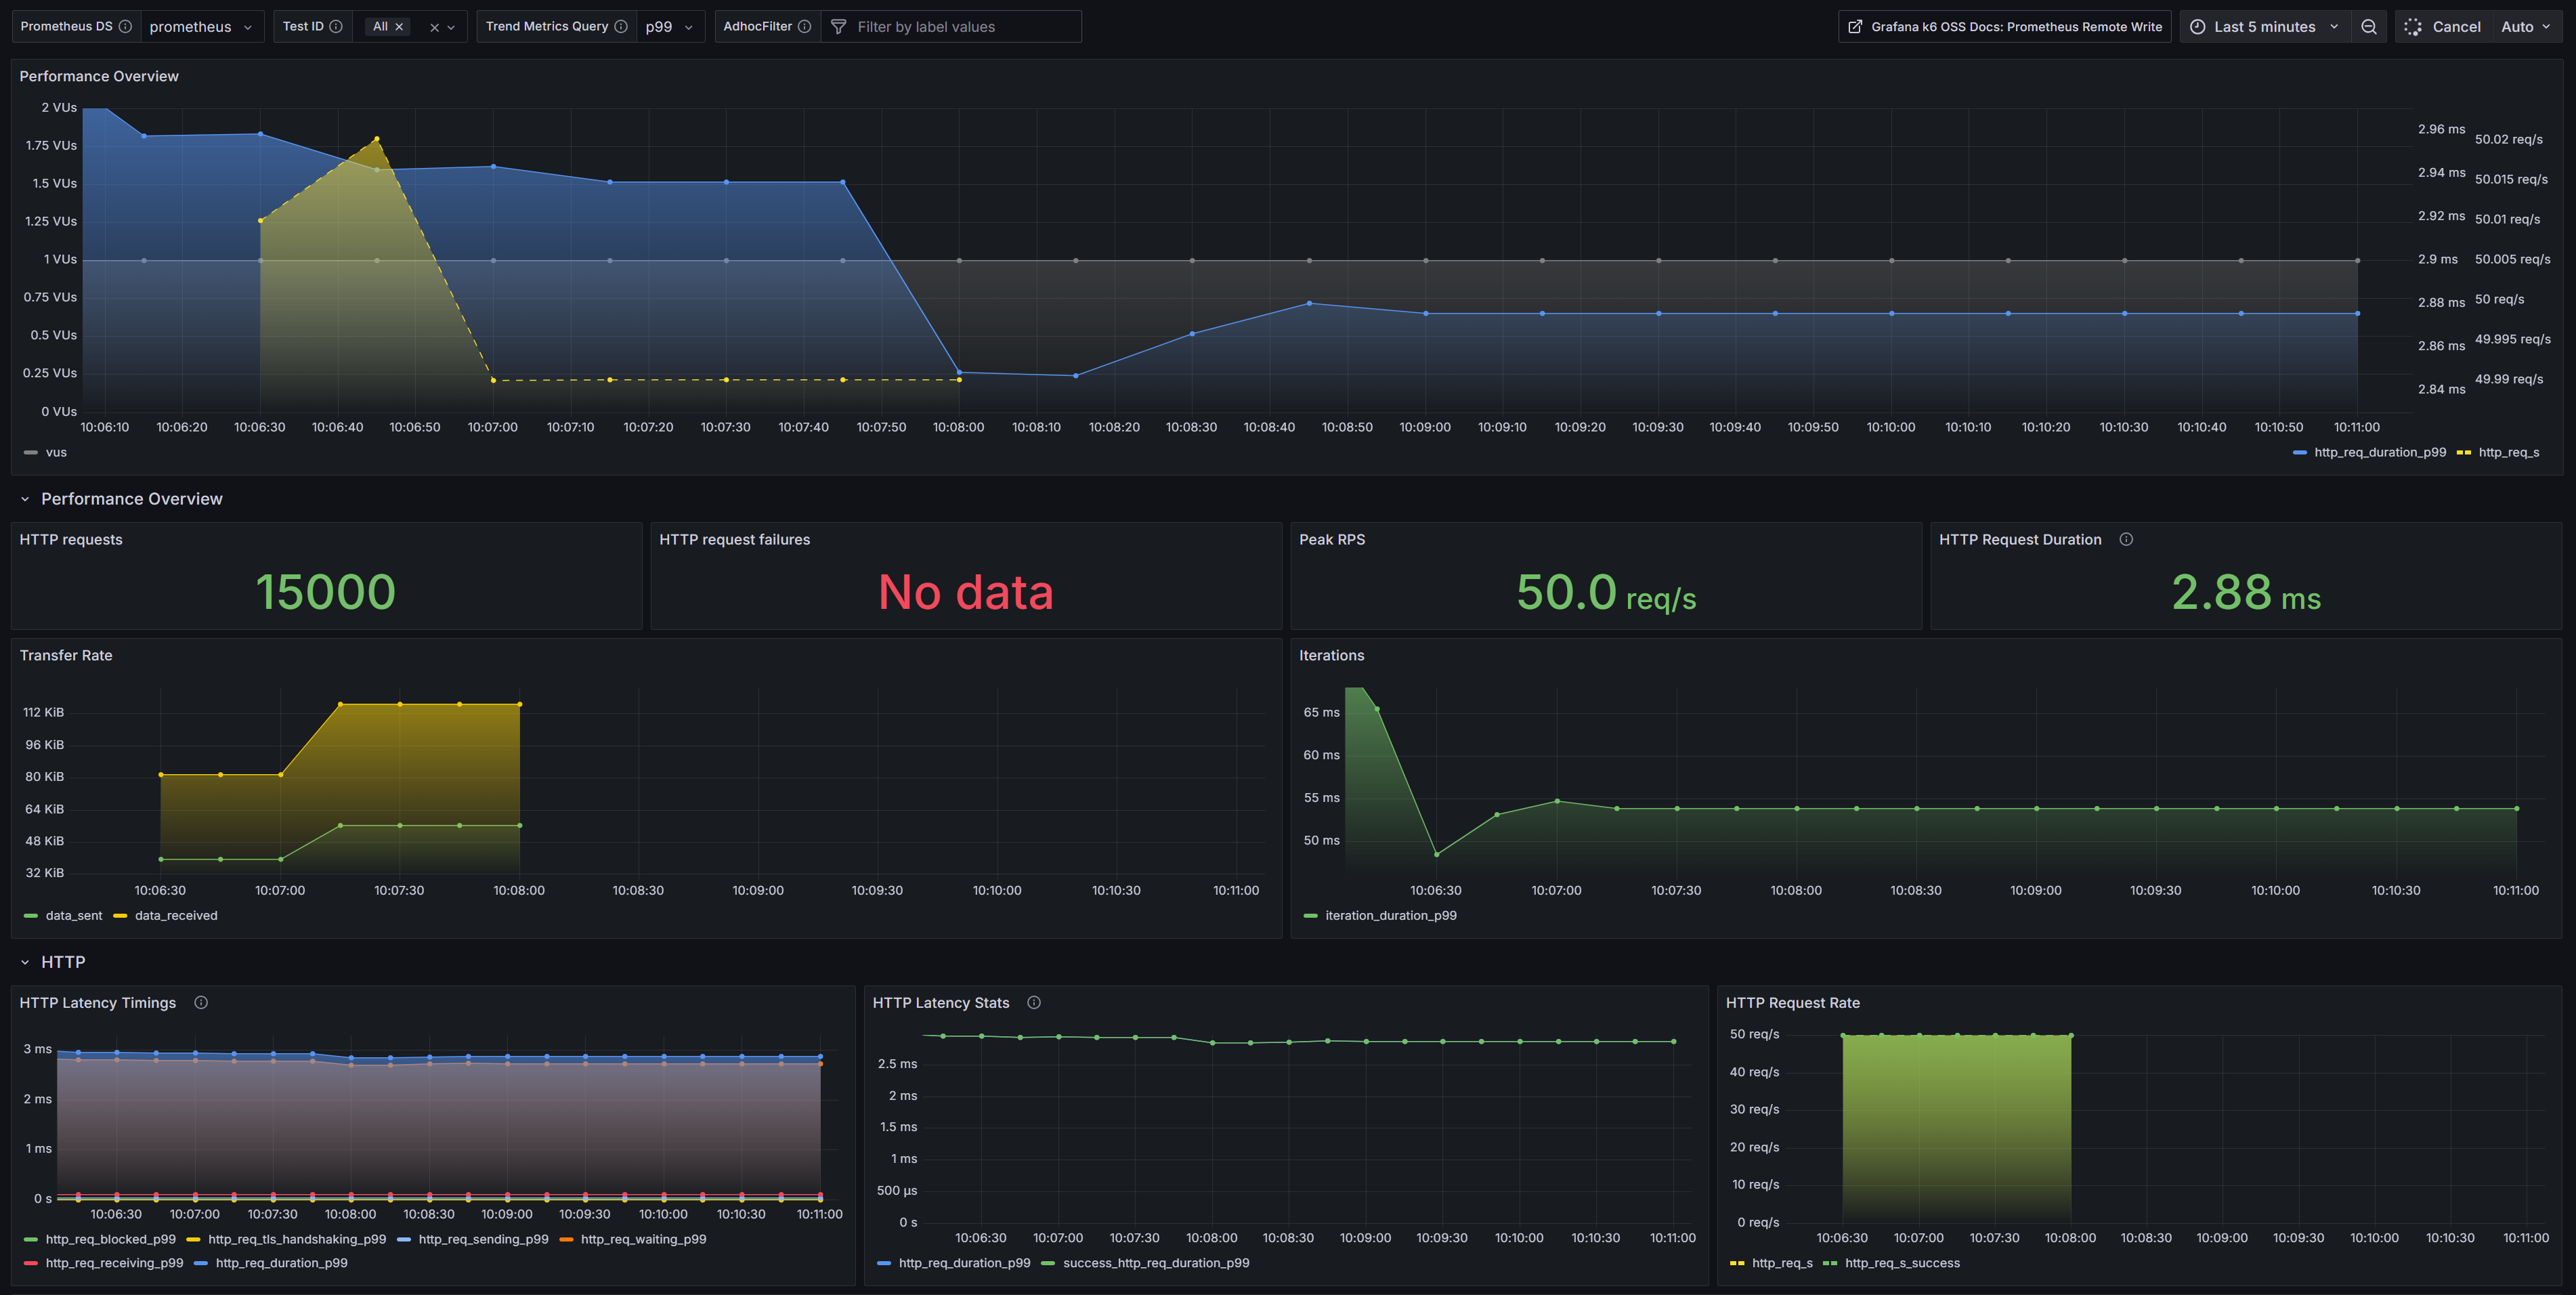 Prometheus DS prometheus Test ID All Trend Metrics Query p99 AdhocFilter Filter by label values Grafana k6 OSS Docs: Prometheus Remote Write Last 5 minutes Cancel Auto
Performance Overview
2 VUs
1.75 VUs
1.5 VUs
1.25 VUs
1 VUs
0.75 VUs
0.5 VUs
0.25 VUs
0 VUs
2.96 ms
2.94 ms
2.92 ms
2.9 ms
2.88 ms
2.86 ms
2.84 ms
50.02 req/s
50.015 req/s
50.01 req/s
50.005 req/s
50 req/s
49.995 req/s
49.99 req/s
10:06:10 10:06:20 10:06:30 10:06:40 10:06:50 10:07:00 10:07:10 10:07:20 10:07:30 10:07:40 10:07:50 10:08:00 10:08:10 10:08:20 10:08:30 10:08:40 10:08:50 10:09:00 10:09:10 10:09:20 10:09:30 10:09:40 10:09:50 10:10:00 10:10:10 10:10:20 10:10:30 10:10:40 10:10:50 10:11:00
vus http_req_duration_p99 http_req_s
Performance Overview
HTTP requests
15000
HTTP request failures
No data
Peak RPS
50.0 req/s
HTTP Request Duration
2.88 ms
Transfer Rate
112 KiB
96 KiB
80 KiB
64 KiB
48 KiB
32 KiB
10:06:30 10:07:00 10:07:30 10:08:00 10:08:30 10:09:00 10:09:30 10:10:00 10:10:30 10:11:00
data_sent data_received
Iterations
65 ms
60 ms
55 ms
50 ms
10:06:30 10:07:00 10:07:30 10:08:00 10:08:30 10:09:00 10:09:30 10:10:00 10:10:30 10:11:00
iteration_duration_p99
HTTP
HTTP Latency Timings
3 ms
2 ms
1 ms
0 s
10:06:30 10:07:00 10:07:30 10:08:00 10:08:30 10:09:00 10:09:30 10:10:00 10:10:30 10:11:00
http_req_blocked_p99 http_req_tls_handshaking_p99 http_req_sending_p99 http_req_waiting_p99
http_req_receiving_p99 http_req_duration_p99
HTTP Latency Stats
2.5 ms
2 ms
1.5 ms
1 ms
500 µs
0 s
10:06:30 10:07:00 10:07:30 10:08:00 10:08:30 10:09:00 10:09:30 10:10:00 10:10:30 10:11:00
http_req_duration_p99 success_http_req_duration_p99
HTTP Request Rate
50 req/s
40 req/s
30 req/s
20 req/s
10 req/s
0 req/s
10:06:30 10:07:00 10:07:30 10:08:00 10:08:30 10:09:00 10:09:30 10:10:00 10:10:30 10:11:00
http_req_s http_req_s_success